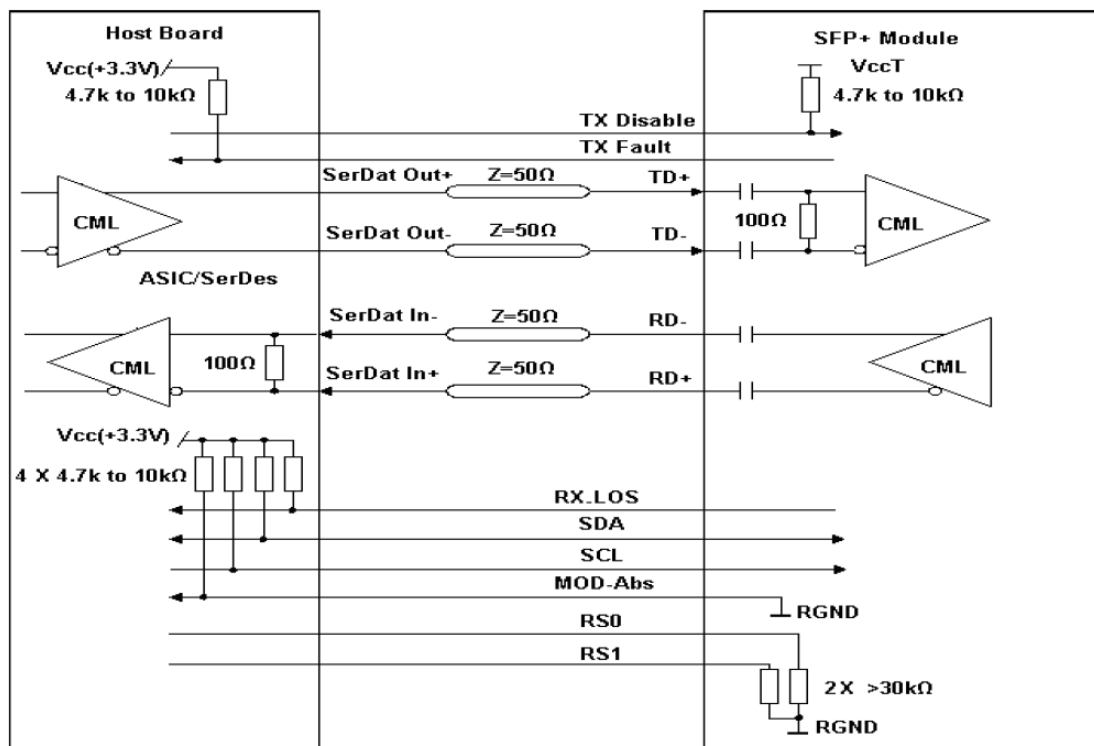 Host Board
SFP+ Module
Vcc(+3.3V)
4.7k to 10kΩ
VccT
4.7k to 10kΩ
TX Disable
TX Fault
SerDat Out+
Z=50Ω
TD+
CML
100Ω
CML
SerDat Out-
Z=50Ω
TD-
ASIC/SerDes
SerDat In-
Z=50Ω
RD-
100Ω
CML
CML
SerDat In+
Z=50Ω
RD+
Vcc(+3.3V)
4 X 4.7k to 10kΩ
RX_LOS
SDA
SCL
MOD-Abs
RGND
RS0
RS1
2X >30kΩ
RGND